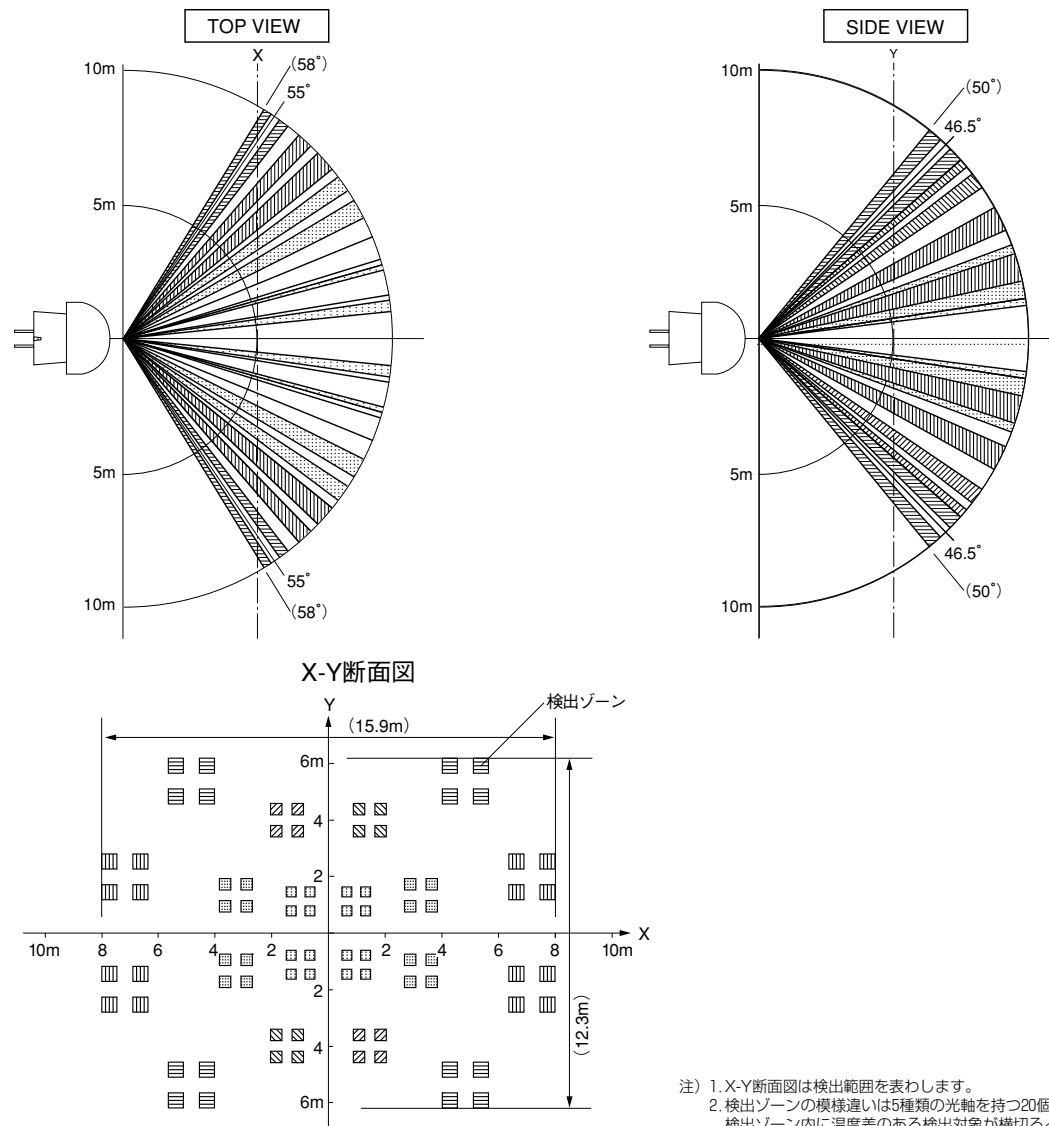 TOP VIEW
X
(58˚)
55˚
10m
5m
5m
10m
55˚
(58˚)
SIDE VIEW
Y
(50˚)
46.5˚
10m
5m
5m
10m
46.5˚
(50˚)
X-Y断面図
Y
(15.9m)
検出ゾーン
6m
4
2
X
10m 8 6 4 2 2 4 6 8 10m
2
4
6m
(12.3m)
注) 1. X-Y断面図は検出範囲を表わします。
2. 検出ゾーンの模様違いは5種類の光軸を持つ20個